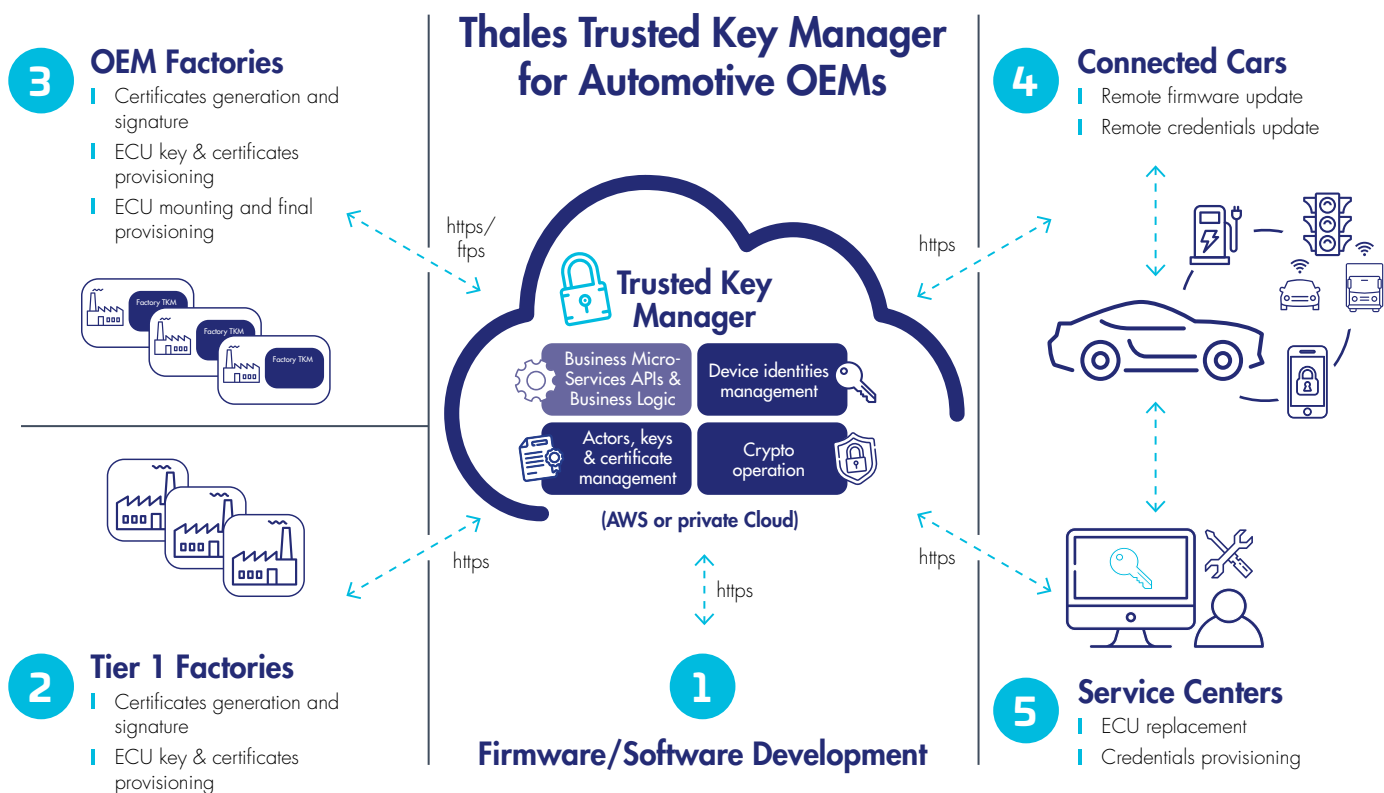 Thales Trusted Key Manager
for Automotive OEMs
3
OEM Factories
Certificates generation and
signature
ECU key & certificates
provisioning
ECU mounting and final
provisioning
Factory TKM
Factory TKM
Factory TKM
https/
ftps
4
Connected Cars
Remote firmware update
Remote credentials update
https
Trusted Key
Manager
Business Micro-
Services APIs &
Business Logic
Device identities
management
Actors, keys
& certificate
management
Crypto
operation
(AWS or private Cloud)
https
https
https
2
Tier 1 Factories
Certificates generation and
signature
ECU key & certificates
provisioning
1
Firmware/Software Development
5
Service Centers
ECU replacement
Credentials provisioning